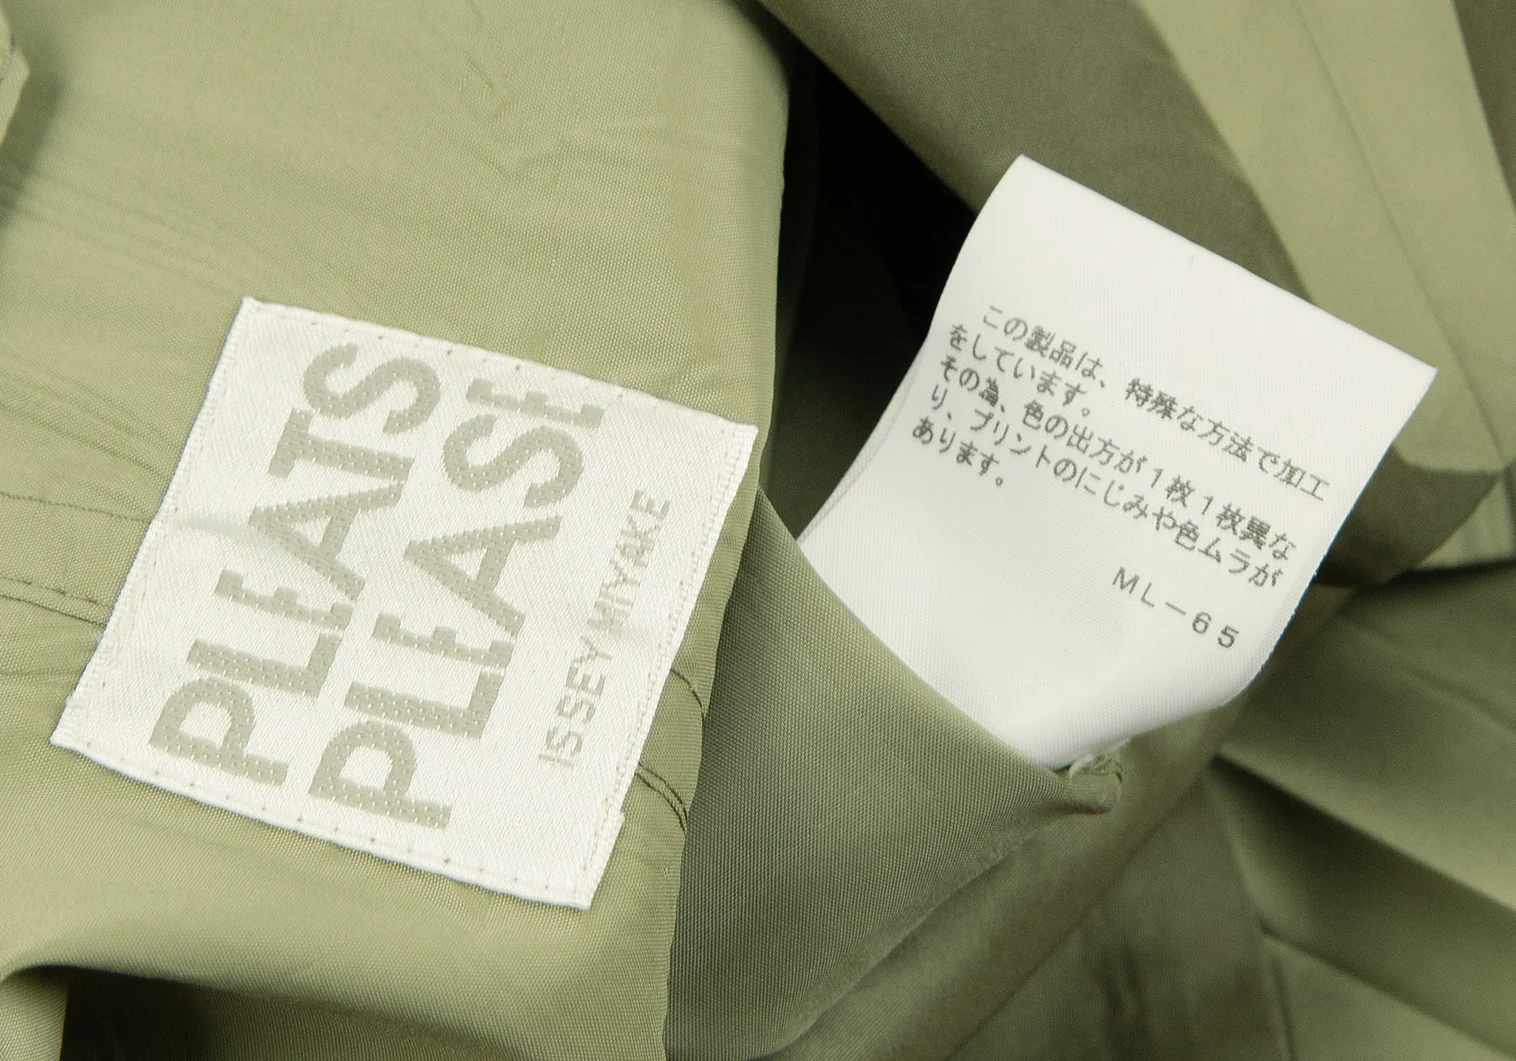 PLEATS
PLEASE
ISSEY MIYAKE
この製品は、特殊な方法で加工
をしています。
その為、色の出方が1枚1枚異な
り、プリントのにじみや色ムラが
あります。
ML－65